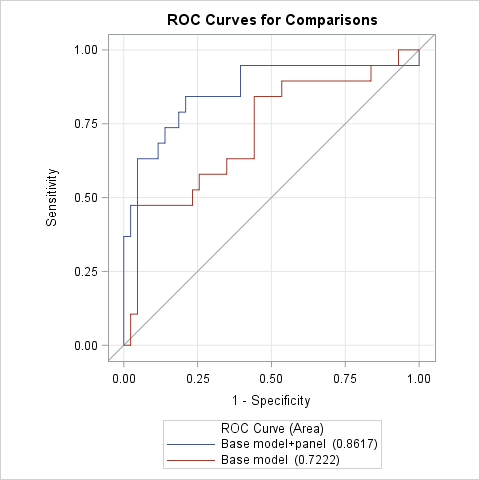 ROC Curves for Comparisons
1.00
0.75
0.50
0.25
0.00
Sensitivity
0.00 0.25 0.50 0.75 1.00
1 - Specificity
ROC Curve (Area)
Base model+panel (0.8617)
Base model (0.7222)